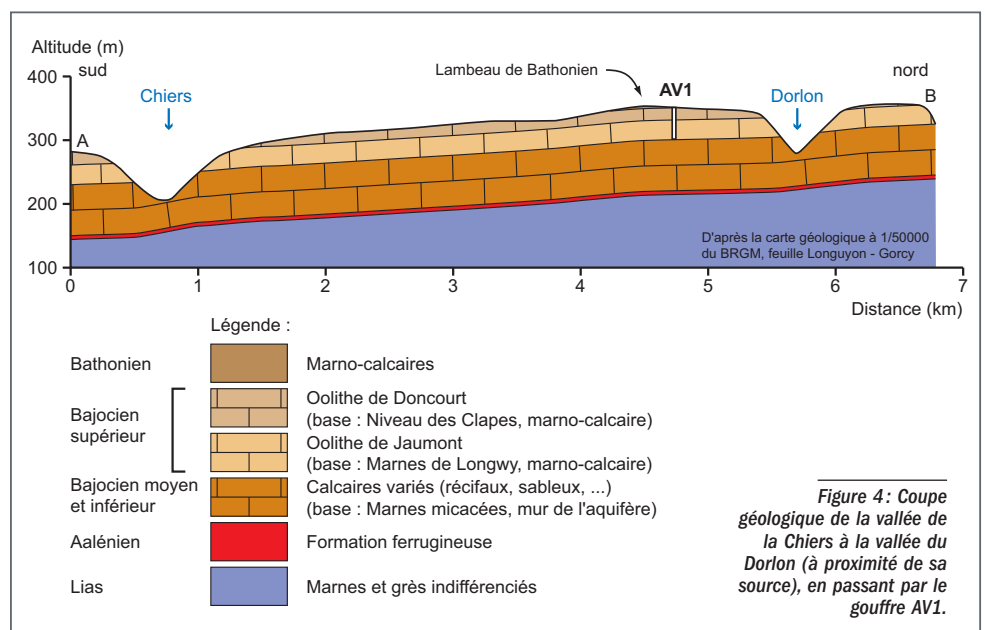 Altitude (m)
sud
nord
400
300
200
100
Chiers
Lambeau de Bathonien
AV1
Dorlon
A
B
D'après la carte géologique à 1/50000
du BRGM, feuille Longuyon - Gorcy
0 1 2 3 4 5 6 7
Distance (km)
Légende :
Bathonien
Marno-calcaires
Bajocien
supérieur
Oolithe de Doncourt
(base : Niveau des Clapes, marno-calcaire)
Oolithe de Jaumont
(base : Marnes de Longwy, marno-calcaire)
Bajocien moyen
et inférieur
Calcaires variés (récifaux, sableux, ...)
(base : Marnes micacées, mur de l'aquifère)
Aalénien
Formation ferrugineuse
Lias
Marnes et grès indifférenciés
Figure 4 : Coupe
géologique de la vallée de
la Chiers à la vallée du
Dorlon (à proximité de sa
source), en passant par le
gouffre AV1.